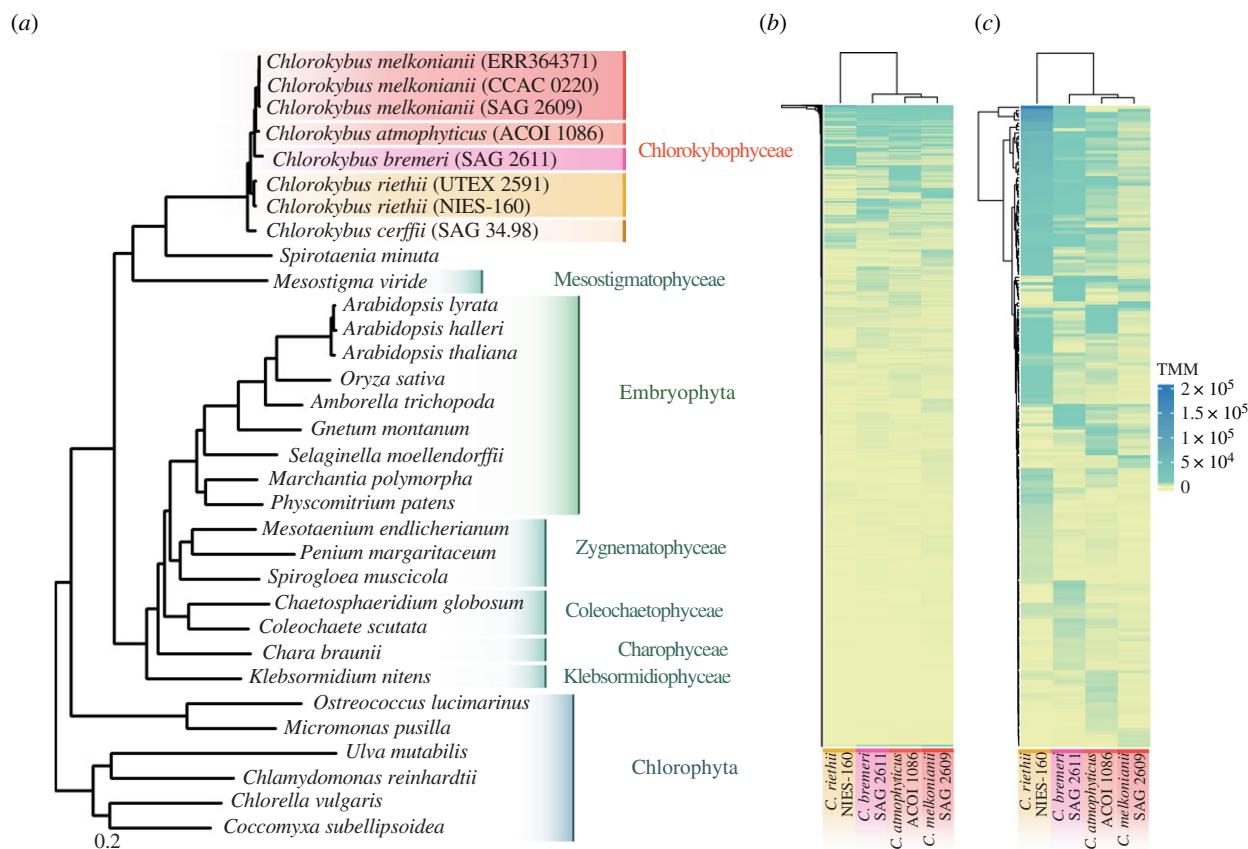 (a)
Chlorokybus melkonianii (ERR364371)
Chlorokybus melkonianii (CCAC 0220)
Chlorokybus melkonianii (SAG 2609)
Chlorokybus atmophyticus (ACOI 1086)
Chlorokybus bremeri (SAG 2611)
Chlorokybus riethii (UTEX 2591)
Chlorokybus riethii (NIES-160)
Chlorokybus cerffii (SAG 34.98)
Chlorokybophyceae
Spirotaenia minuta
Mesostigma viride
Mesostigmatophyceae
Arabidopsis lyrata
Arabidopsis halleri
Arabidopsis thaliana
Oryza sativa
Amborella trichopoda
Gnetum montanum
Selaginella moellendorffii
Marchantia polymorpha
Physcomitrium patens
Embryophyta
Mesotaenium endlicherianum
Penium margaritaceum
Spirogloea muscicola
Zygnematophyceae
Chaetosphaeridium globosum
Coleochaete scutata
Coleochaetophyceae
Chara braunii
Charophyceae
Klebsormidium nitens
Klebsormidiophyceae
Ostreococcus lucimarinus
Micromonas pusilla
Ulva mutabilis
Chlamydomonas reinhardtii
Chlorella vulgaris
Coccomyxa subellipsoidea
Chlorophyta
0.2
(b)
C. riethii
NIES-160
C. bremeri
SAG 2611
C. atmophyticus
ACOI 1086
C. melkonianii
SAG 2609
(c)
C. riethii
NIES-160
C. bremeri
SAG 2611
C. atmophyticus
ACOI 1086
C. melkonianii
SAG 2609
TMM
2 × 10⁵
1.5 × 10⁵
1 × 10⁵
5 × 10⁴
0